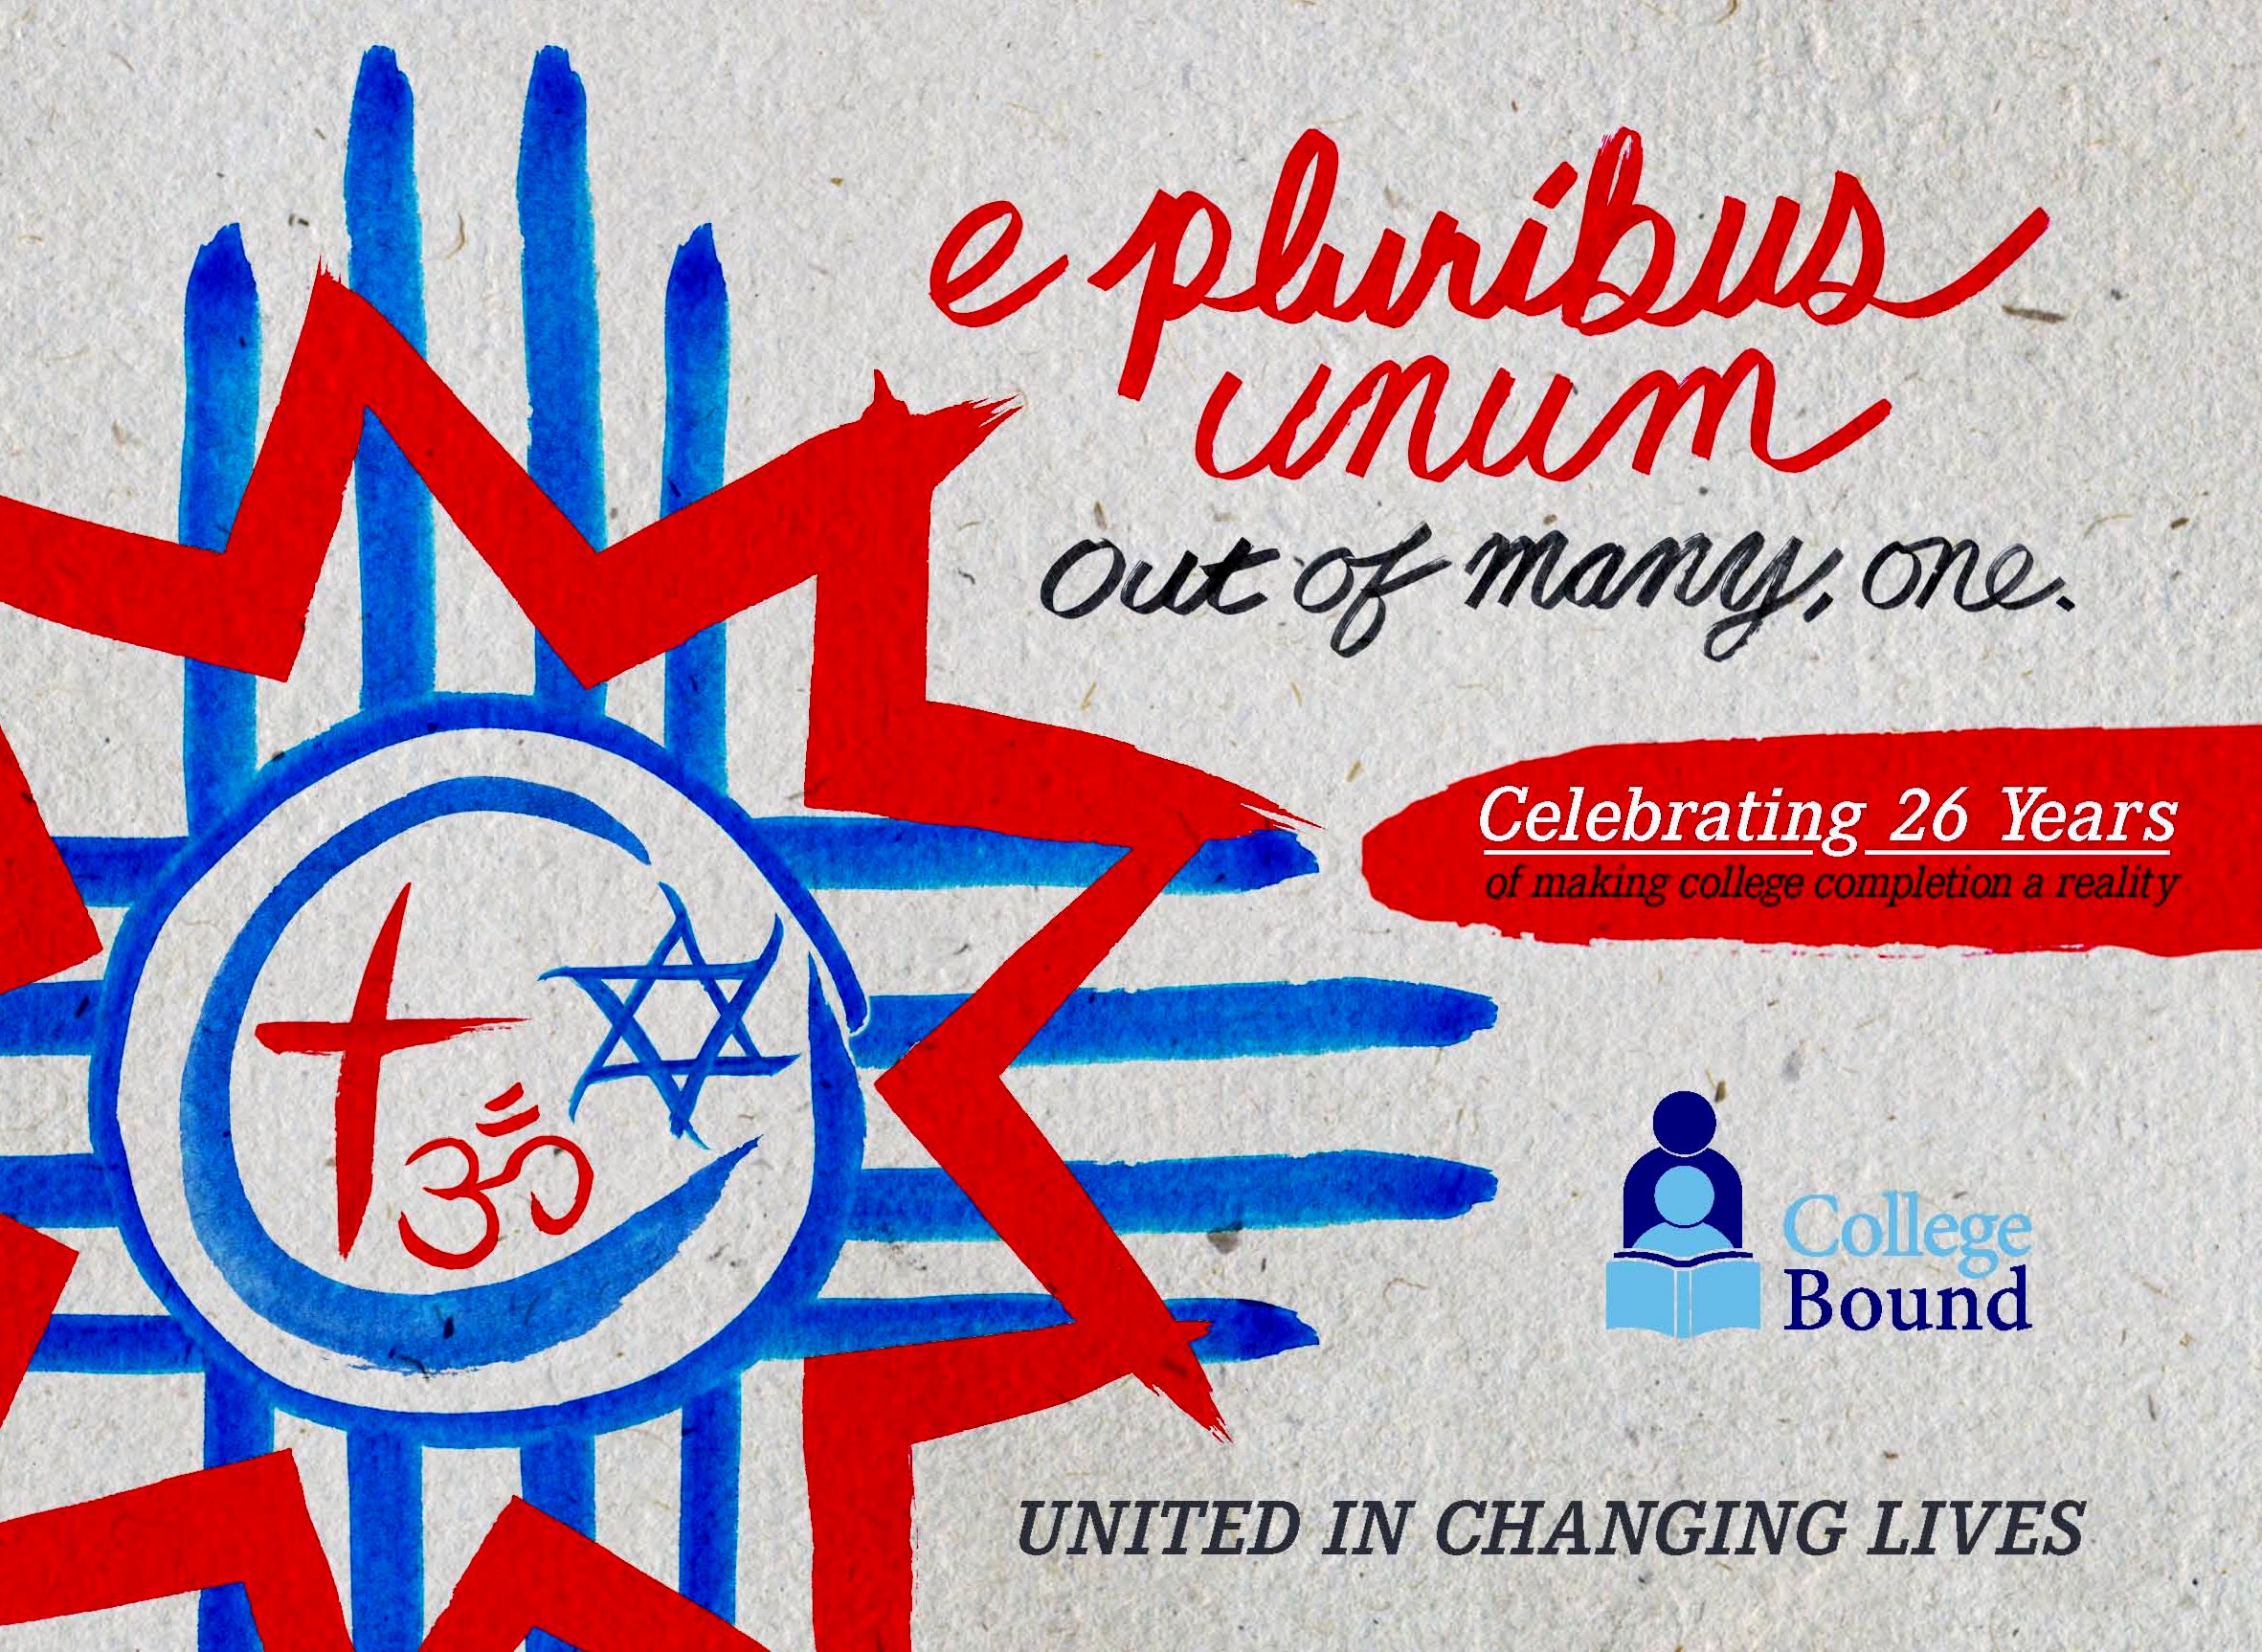 e pluribus
unum
out of many, one.
Celebrating 26 Years
of making college completion a reality
College
Bound
ॐ
UNITED IN CHANGING LIVES